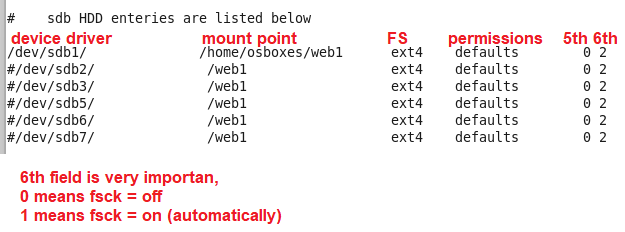 #    sdb HDD enteries are listed below
device driver mount point FS permissions 5th 6th
/dev/sdb1/ /home/osboxes/web1 ext4 defaults 0 2
#/dev/sdb2/ /web1 ext4 defaults 0 2
#/dev/sdb3/ /web1 ext4 defaults 0 2
#/dev/sdb5/ /web1 ext4 defaults 0 2
#/dev/sdb6/ /web1 ext4 defaults 0 2
#/dev/sdb7/ /web1 ext4 defaults 0 2
6th field is very importan,
0 means fsck = off
1 means fsck = on (automatically)